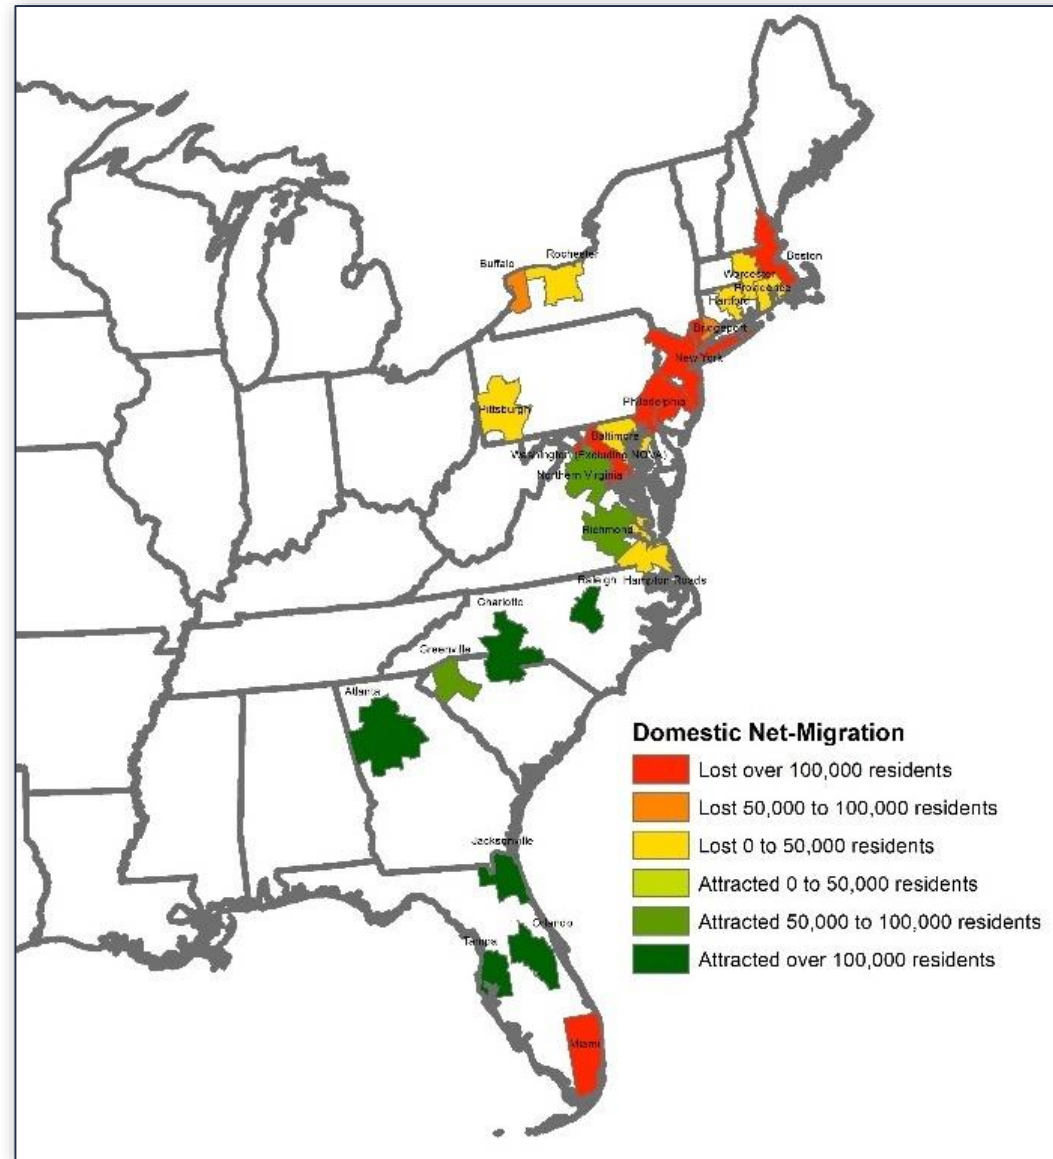 Rochester
Buffalo
Boston
Worcester
Providence
Hartford
Bridgeport
New York
Pittsburgh
Philadelphia
Baltimore
Washington (Excluding NOVA)
Northern Virginia
Richmond
Raleigh
Hampton Roads
Charlotte
Greenville
Atlanta
Domestic Net-Migration
Lost over 100,000 residents
Lost 50,000 to 100,000 residents
Lost 0 to 50,000 residents
Attracted 0 to 50,000 residents
Attracted 50,000 to 100,000 residents
Attracted over 100,000 residents
Jacksonville
Orlando
Tampa
Miami